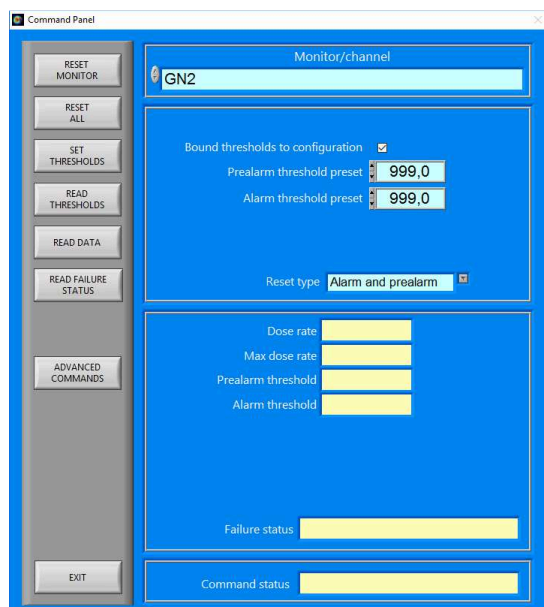 Command Panel
RESET
MONITOR
RESET
ALL
SET
THRESHOLDS
READ
THRESHOLDS
READ DATA
READ FAILURE
STATUS
ADVANCED
COMMANDS
EXIT
Monitor/channel
GN2
Bound thresholds to configuration
Prealarm threshold preset 999,0
Alarm threshold preset 999,0
Reset type Alarm and prealarm
Dose rate
Max dose rate
Prealarm threshold
Alarm threshold
Failure status
Command status